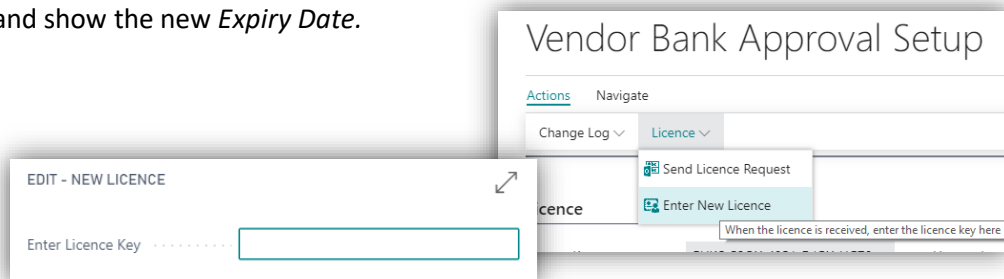 and show the new Expiry Date.
Vendor Bank Approval Setup
Actions Navigate
Change Log Licence
Send Licence Request
Enter New Licence
When the licence is received, enter the licence key here
cence
EDIT - NEW LICENCE
Enter Licence Key